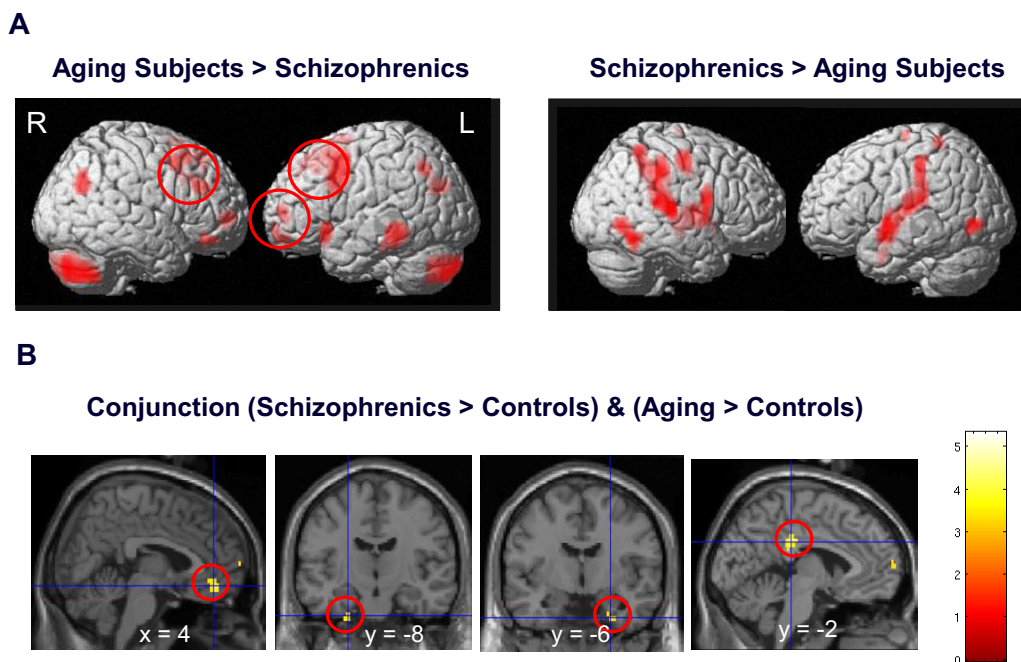 A
Aging Subjects > Schizophrenics
Schizophrenics > Aging Subjects
R
L
B
Conjunction (Schizophrenics > Controls) & (Aging > Controls)
x = 4
y = -8
y = -6
y = -2
5
4
3
2
1
0